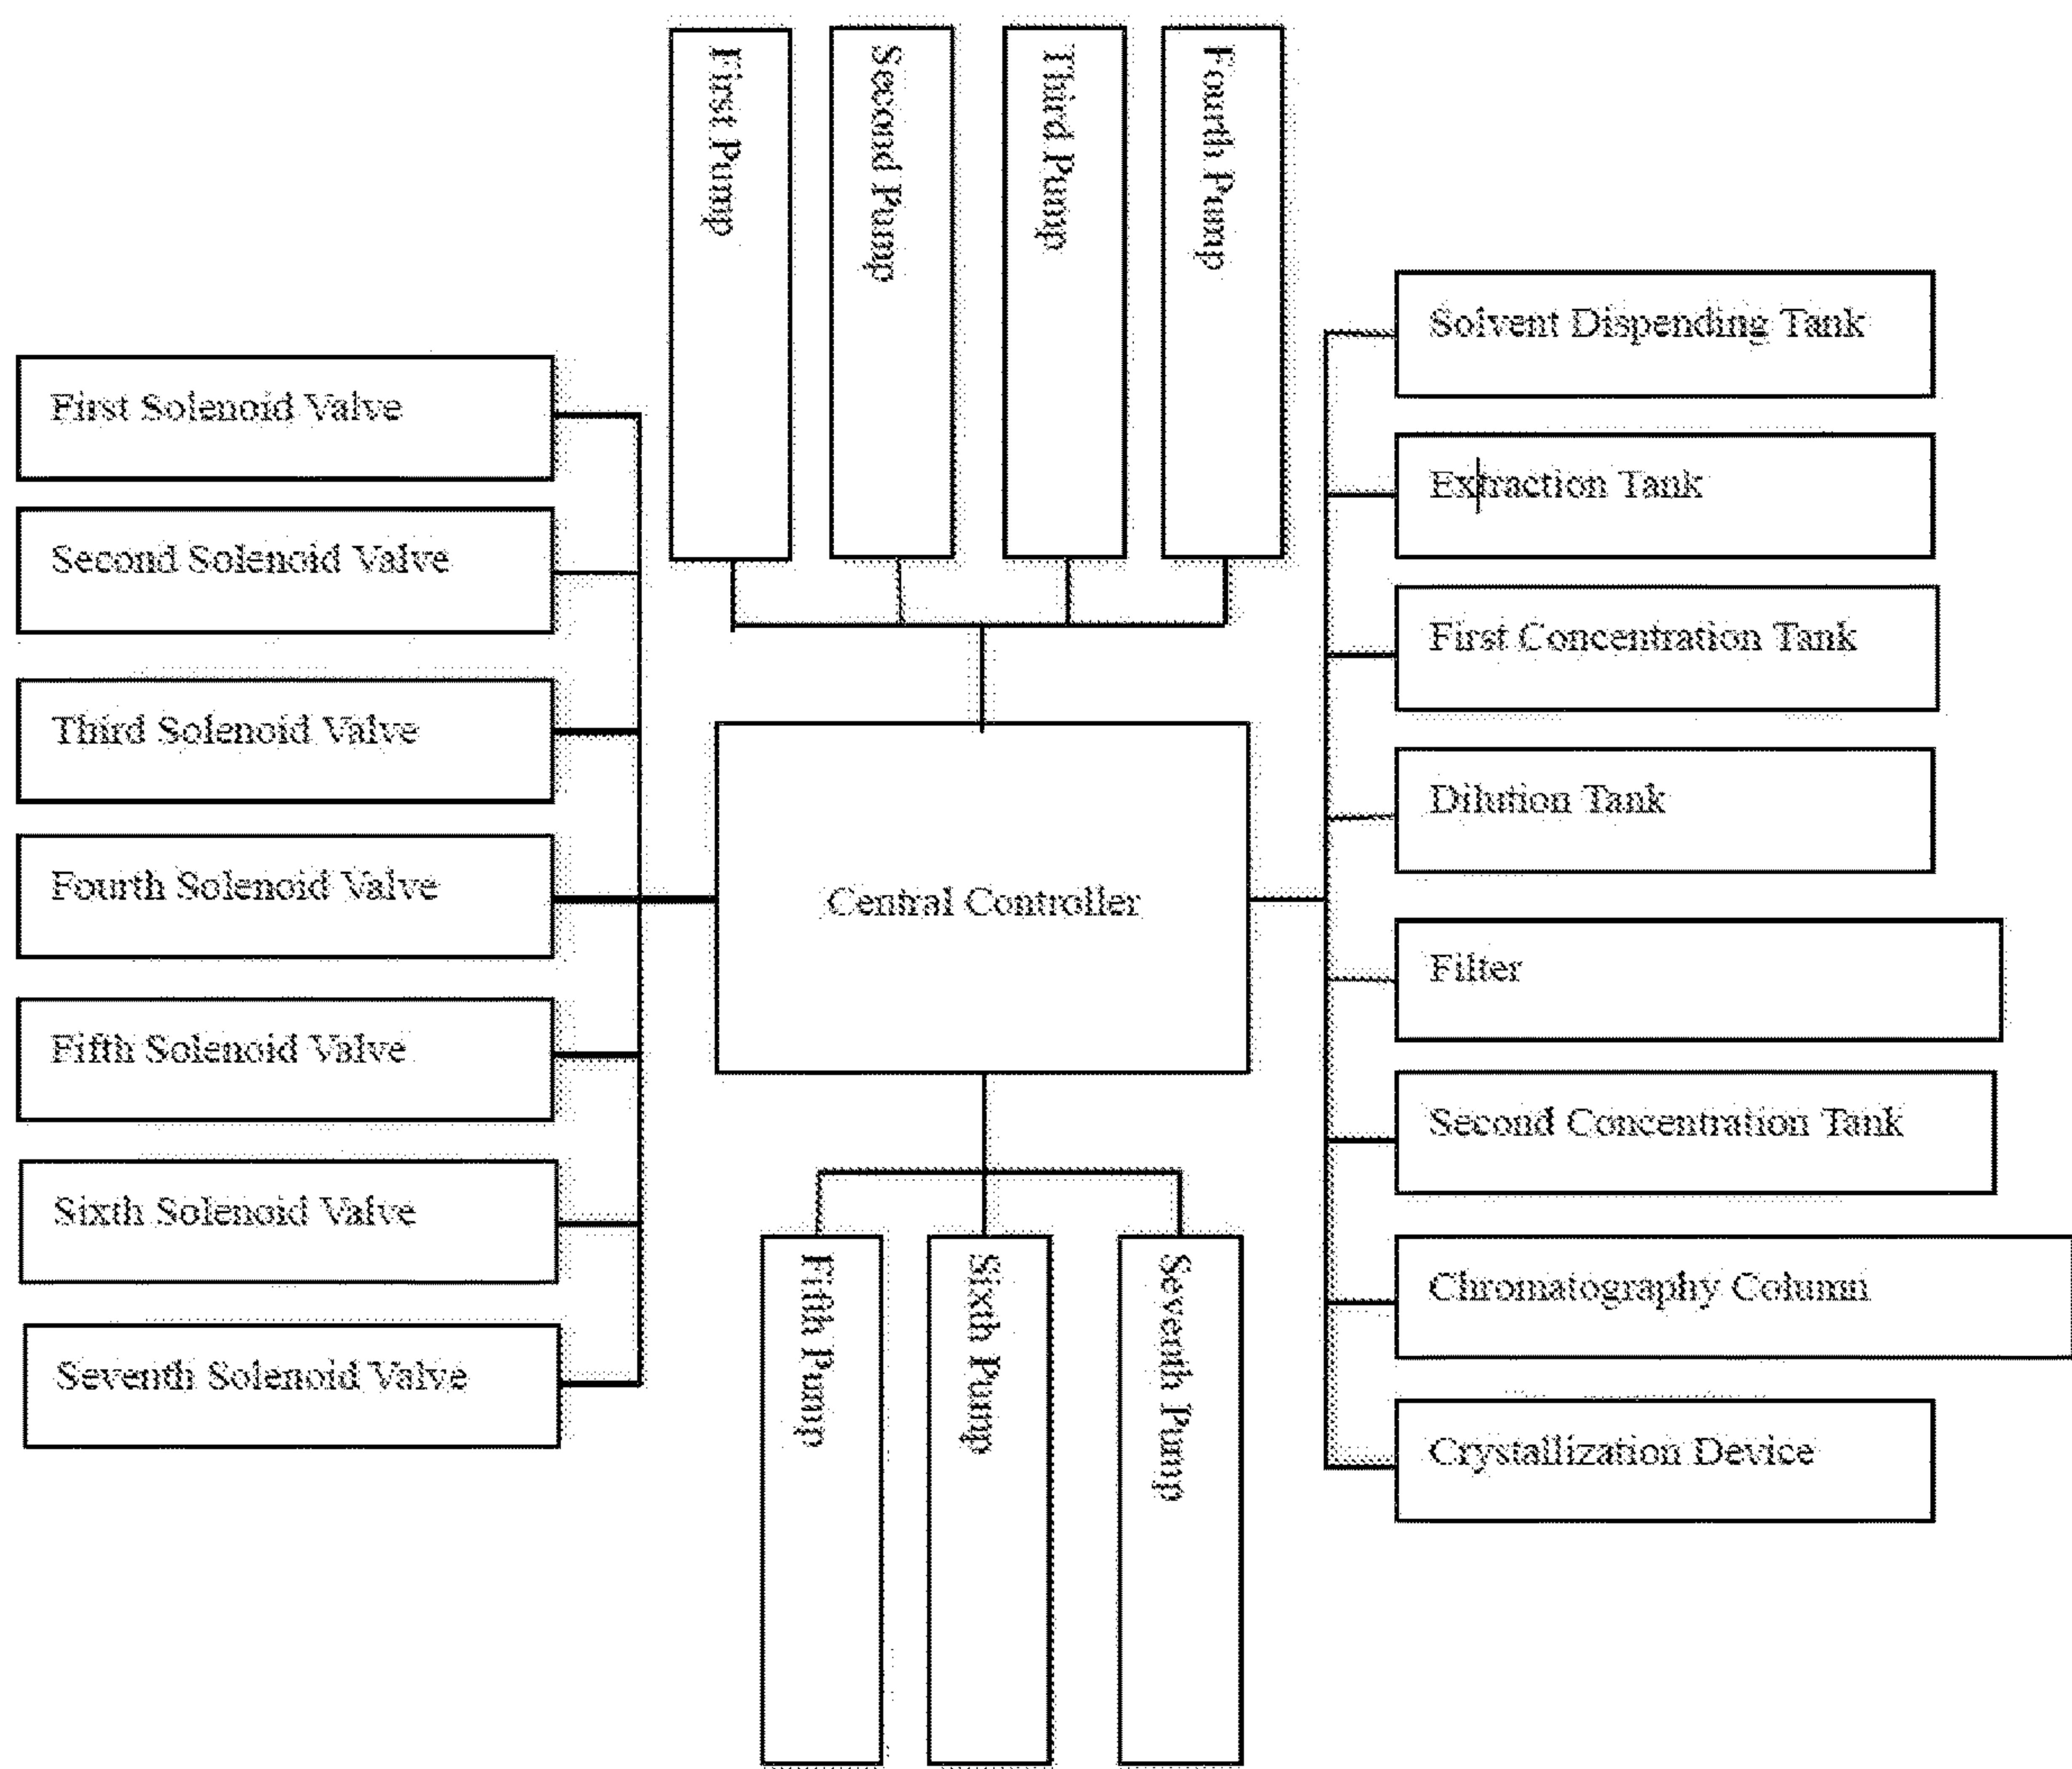 First Pump
Second Pump
Third Pump
Fourth Pump
First Solenoid Valve
Second Solenoid Valve
Third Solenoid Valve
Fourth Solenoid Valve
Fifth Solenoid Valve
Sixth Solenoid Valve
Seventh Solenoid Valve
Central Controller
Solvent Dispending Tank
Extraction Tank
First Concentration Tank
Dilution Tank
Filter
Second Concentration Tank
Chromatography Column
Crystallization Device
Fifth Pump
Sixth Pump
Seventh Pump